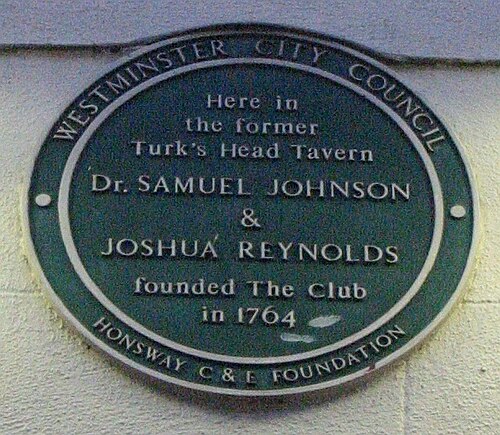 WESTMINSTER CITY COUNCIL
Here in
the former
Turk's Head Tavern
Dr. SAMUEL JOHNSON
&
JOSHUA REYNOLDS
founded The Club
in 1764
HONSWAY C & E FOUNDATION